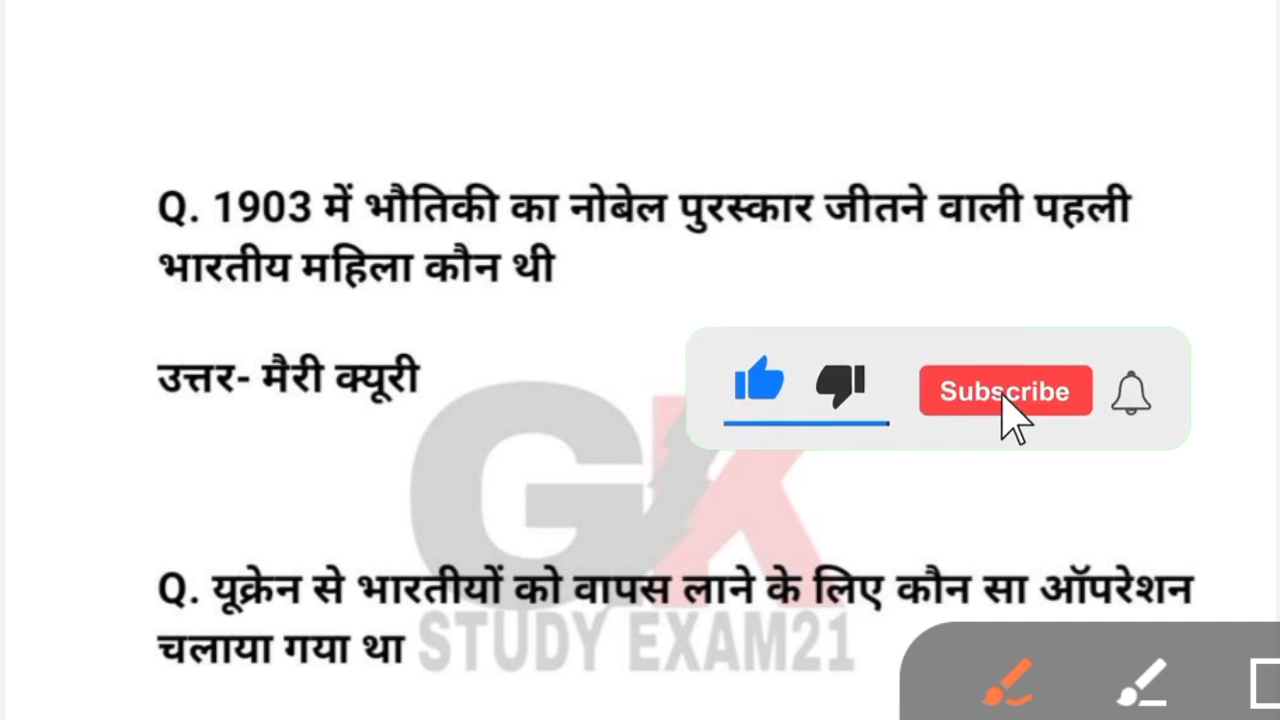 Q. 1903 में भौतिकी का नोबेल पुरस्कार जीतने वाली पहली
भारतीय महिला कौन थी
उत्तर- मैरी क्यूरी
Subscribe
GK
Q. यूक्रेन से भारतीयों को वापस लाने के लिए कौन सा ऑपरेशन
चलाया गया था
STUDY EXAM21